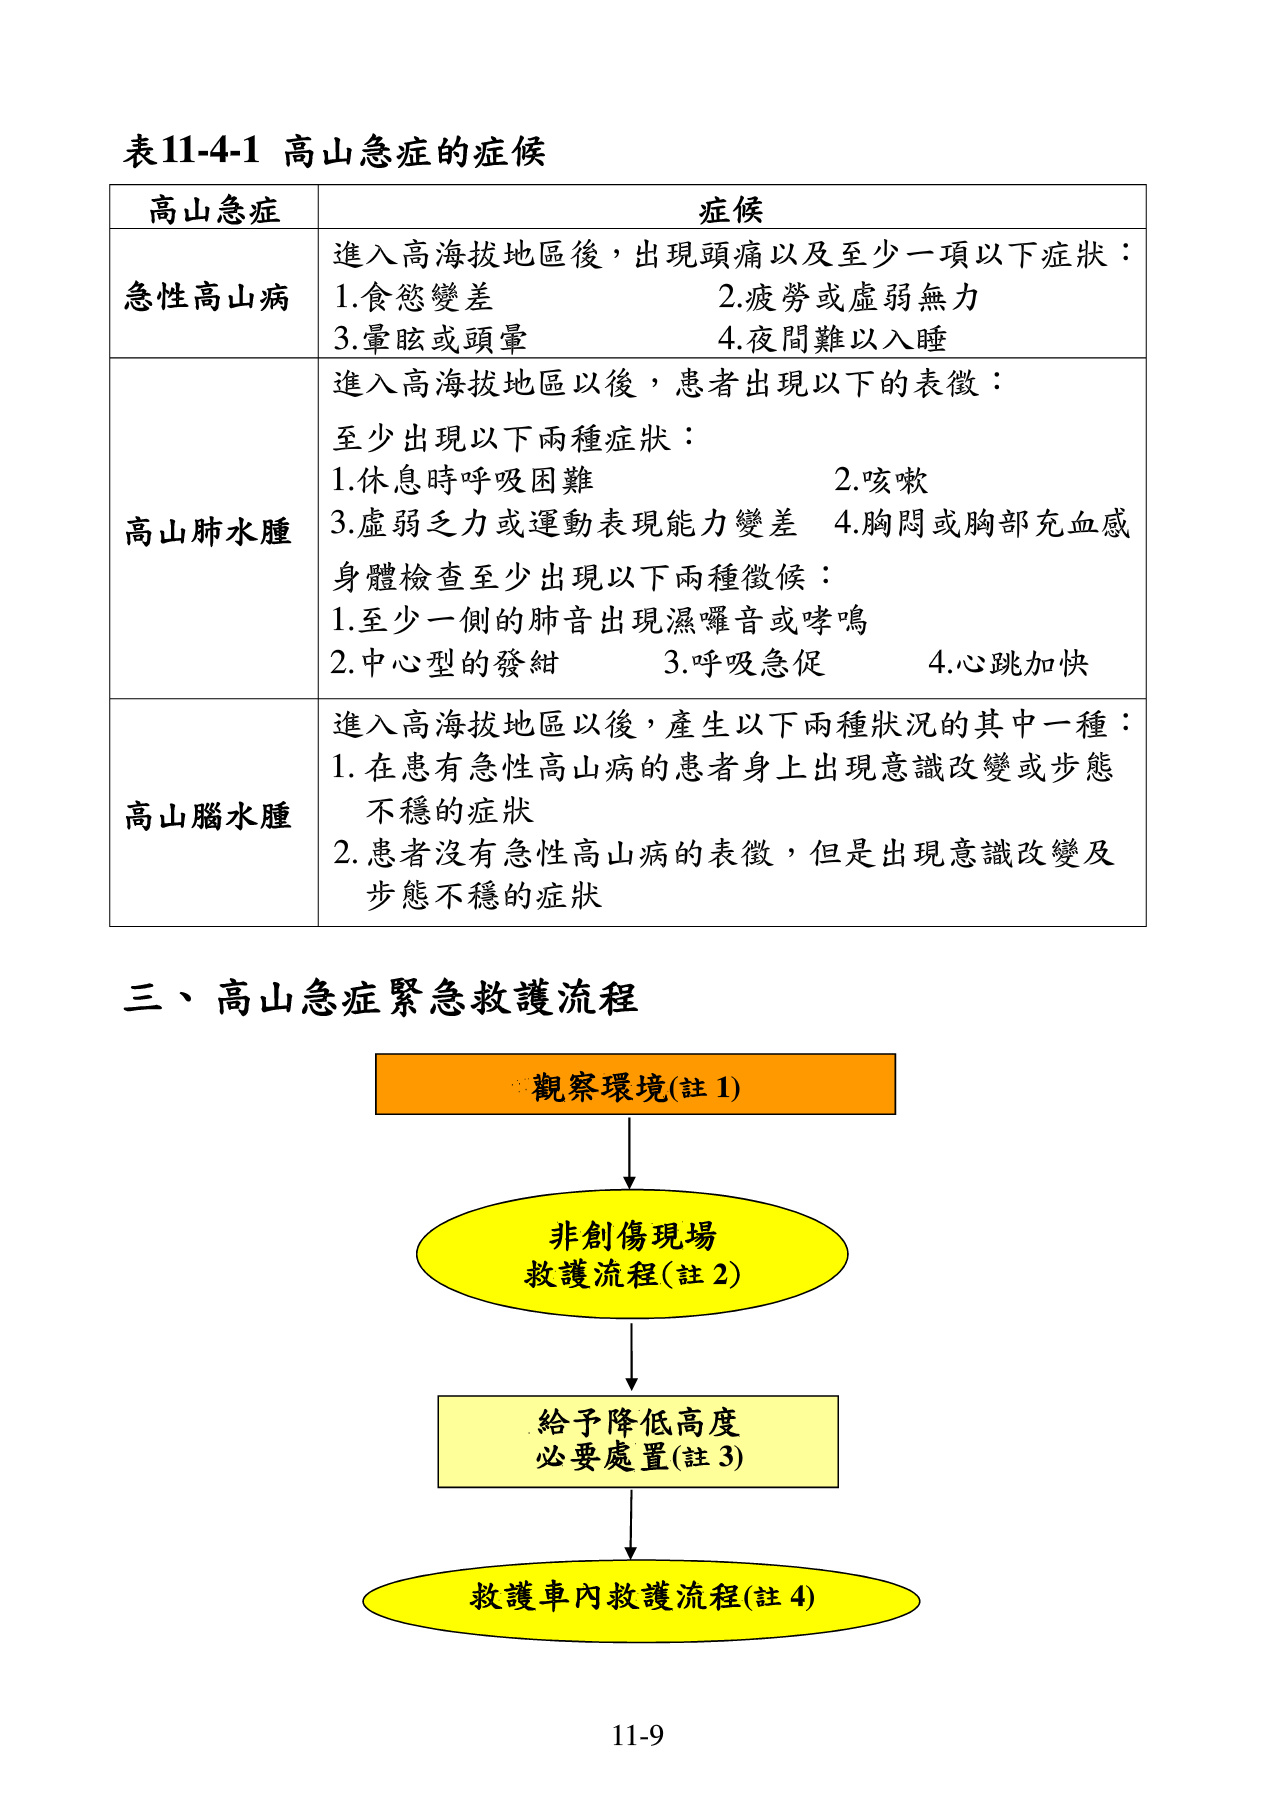 表11-4-1 高山急症的症候
高山急症 症候
急性高山病
進入高海拔地區後，出現頭痛以及至少一項以下症狀：
1.食慾變差 2.疲勞或虛弱無力
3.暈眩或頭暈 4.夜間難以入睡
高山肺水腫
進入高海拔地區以後，患者出現以下的表徵：
至少出現以下兩種症狀：
1.休息時呼吸困難 2.咳嗽
3.虛弱乏力或運動表現能力變差 4.胸悶或胸部充血感
身體檢查至少出現以下兩種徵候：
1.至少一側的肺音出現濕囉音或哮鳴
2.中心型的發紺 3.呼吸急促 4.心跳加快
高山腦水腫
進入高海拔地區以後，產生以下兩種狀況的其中一種：
1. 在患有急性高山病的患者身上出現意識改變或步態
不穩的症狀
2. 患者沒有急性高山病的表徵，但是出現意識改變及
步態不穩的症狀
三、 高山急症緊急救護流程
觀察環境(註 1)
非創傷現場
救護流程(註 2)
給予降低高度
必要處置(註 3)
救護車內救護流程(註 4)
11-9